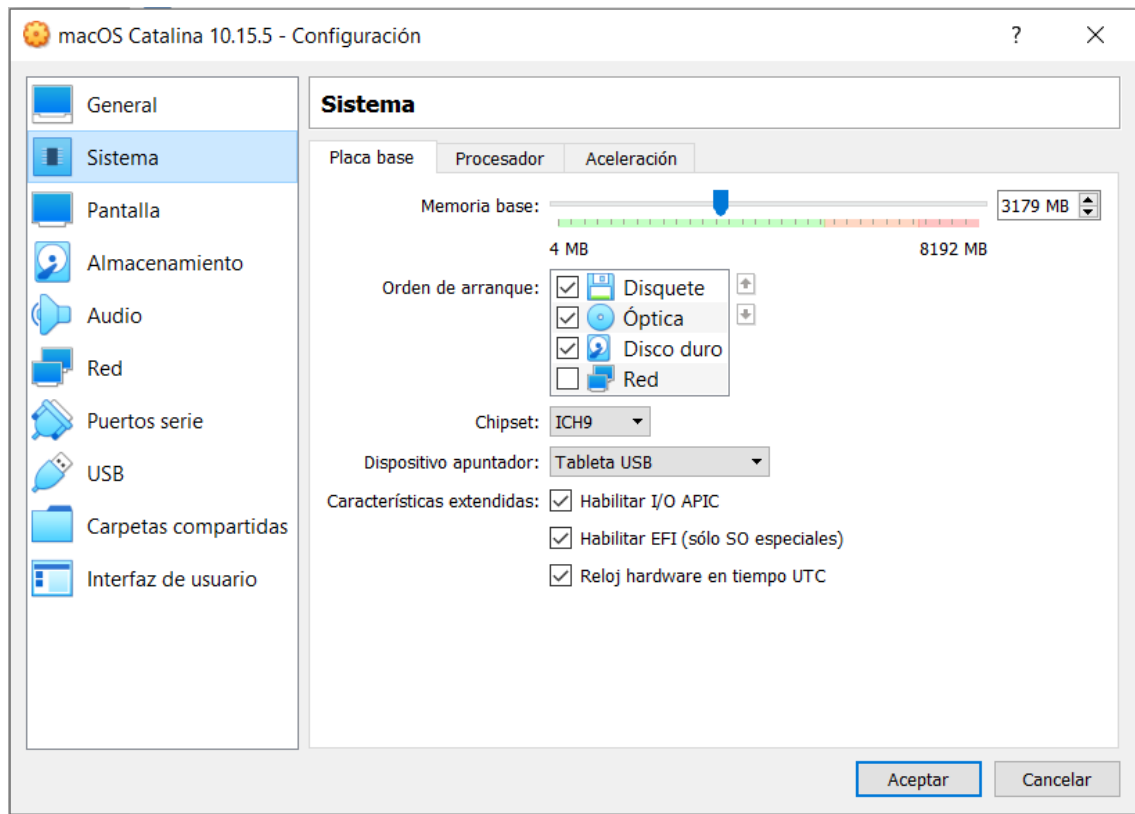 macOS Catalina 10.15.5 - Configuración
?
General
Sistema
Pantalla
Almacenamiento
Audio
Red
Puertos serie
USB
Carpetas compartidas
Interfaz de usuario
Sistema
Placa base Procesador Aceleración
Memoria base: 3179 MB
4 MB 8192 MB
Orden de arranque: Disquete
Óptica
Disco duro
Red
Chipset: ICH9
Dispositivo apuntador: Tableta USB
Características extendidas: Habilitar I/O APIC
Habilitar EFI (sólo SO especiales)
Reloj hardware en tiempo UTC
Aceptar Cancelar